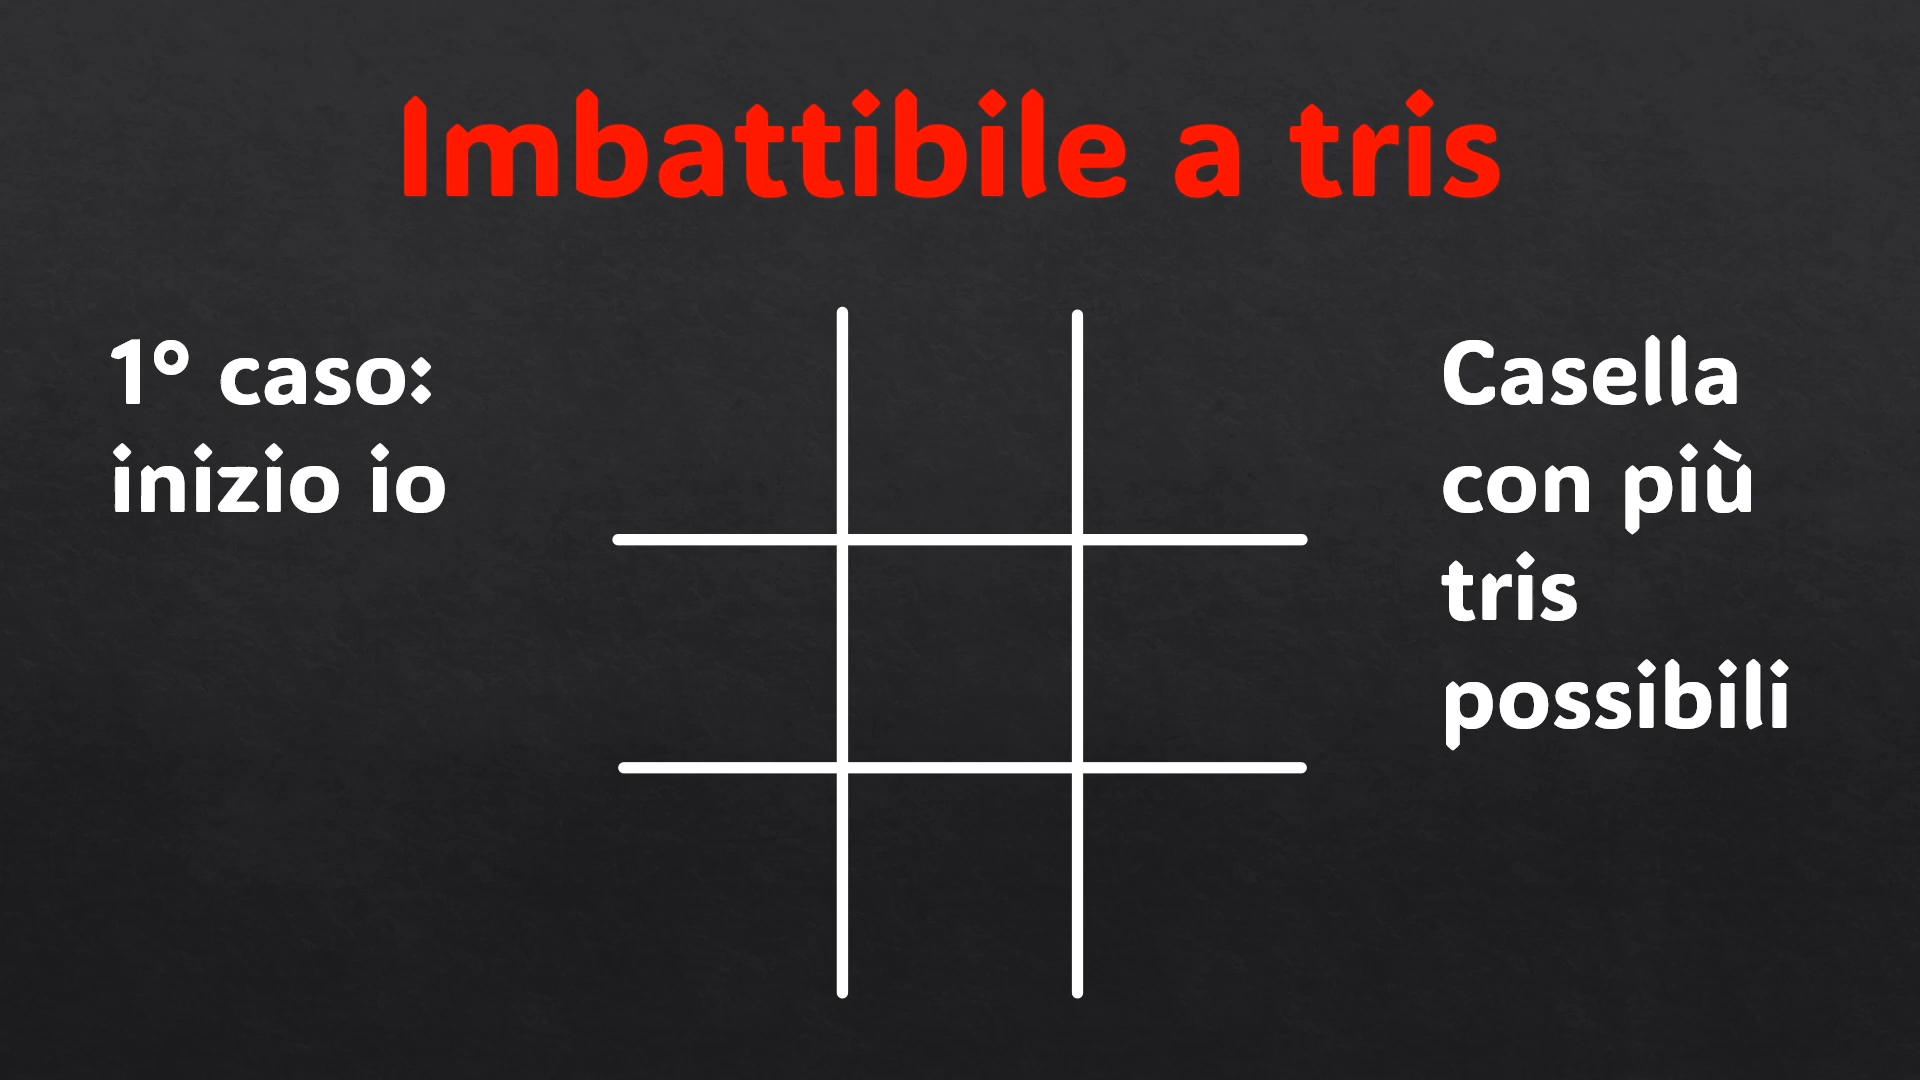 Imbattibile a tris
1° caso:
inizio io
Casella
con più
tris
possibili